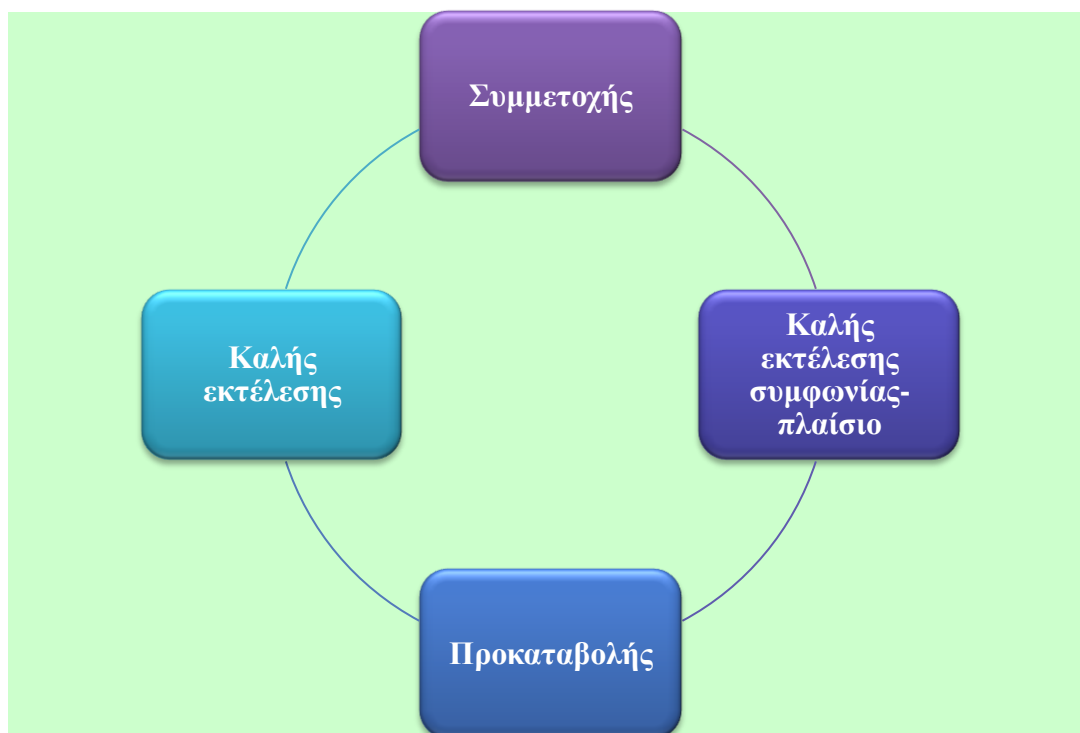 Συμμετοχής
Καλής
εκτέλεσης
συμφωνίας-
πλαίσιο
Προκαταβολής
Καλής
εκτέλεσης